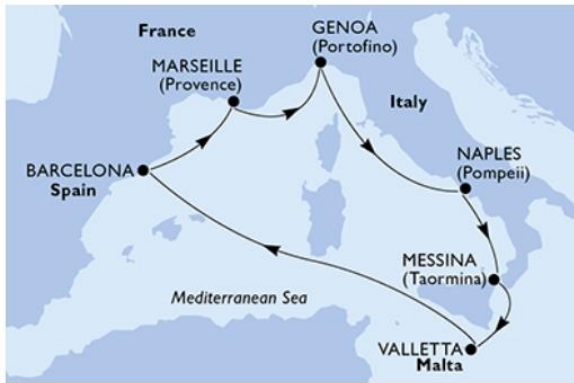 France
GENOA
(Portofino)
MARSEILLE
(Provence)
Italy
BARCELONA
Spain
NAPLES
(Pompeii)
MESSINA
(Taormina)
Mediterranean Sea
VALLETTA
Malta